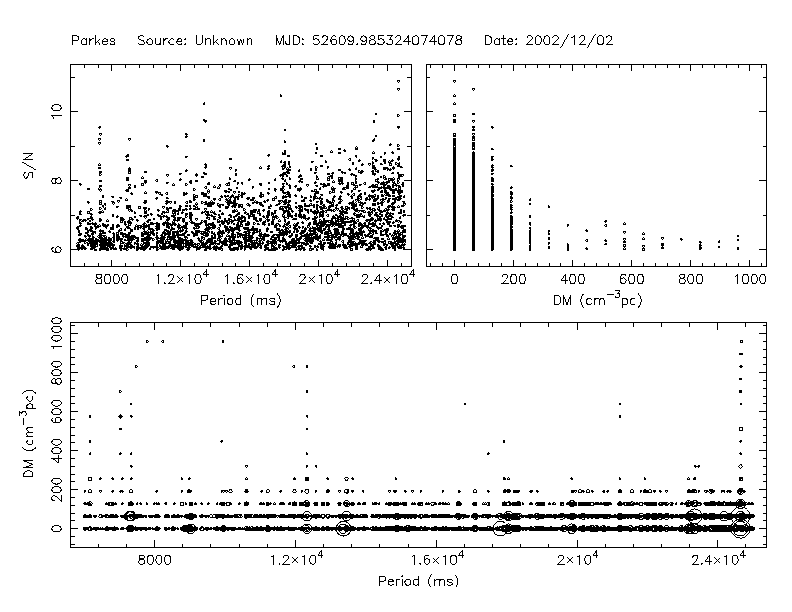 Parkes Source: Unknown MJD: 52609.985324074078 Date: 2002/12/02
S/N
10
8
6
8000 1.2×10⁴ 1.6×10⁴ 2×10⁴ 2.4×10⁴
Period (ms)
0 200 400 600 800 1000
DM (cm⁻³pc)
DM (cm⁻³pc)
1000
800
600
400
200
0
8000 1.2×10⁴ 1.6×10⁴ 2×10⁴ 2.4×10⁴
Period (ms)